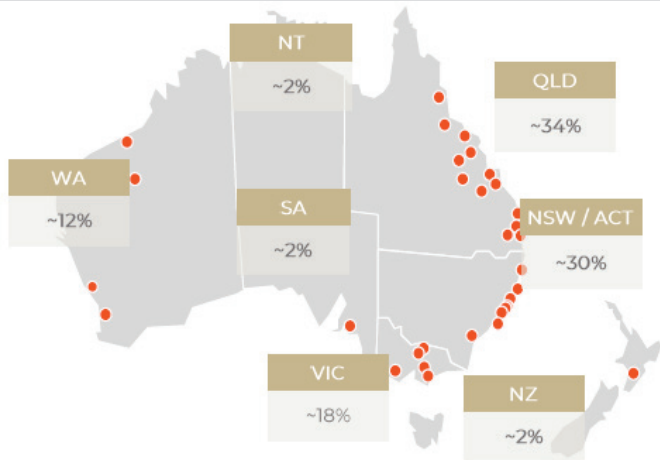 NT
~2%
QLD
~34%
WA
~12%
SA
~2%
NSW / ACT
~30%
VIC
~18%
NZ
~2%